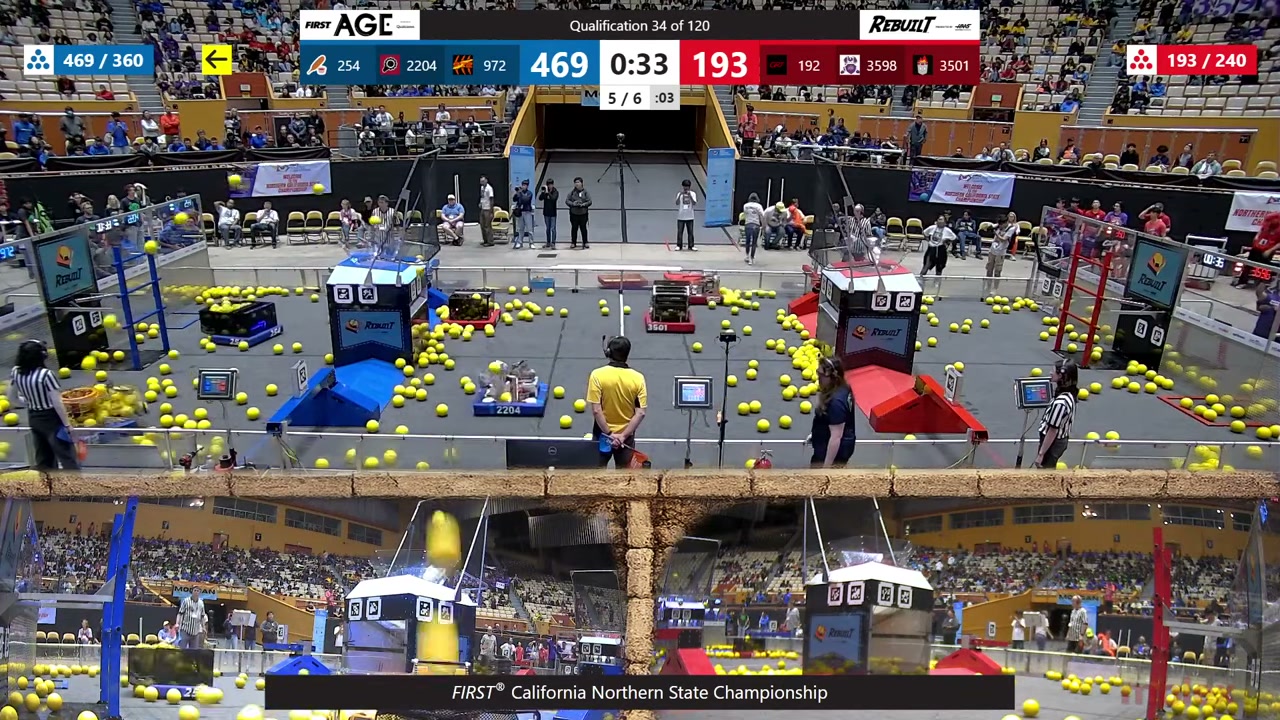 FIRST AGE
Qualification 34 of 120
REBUILT
469 / 360
254 2204 972 469 0:33 193 192 3598 3501
193 / 240
5 / 6 :03
REBUILT
REBUILT
REBUILT
REBUILT
3501
2204
REBUILT
FIRST® California Northern State Championship